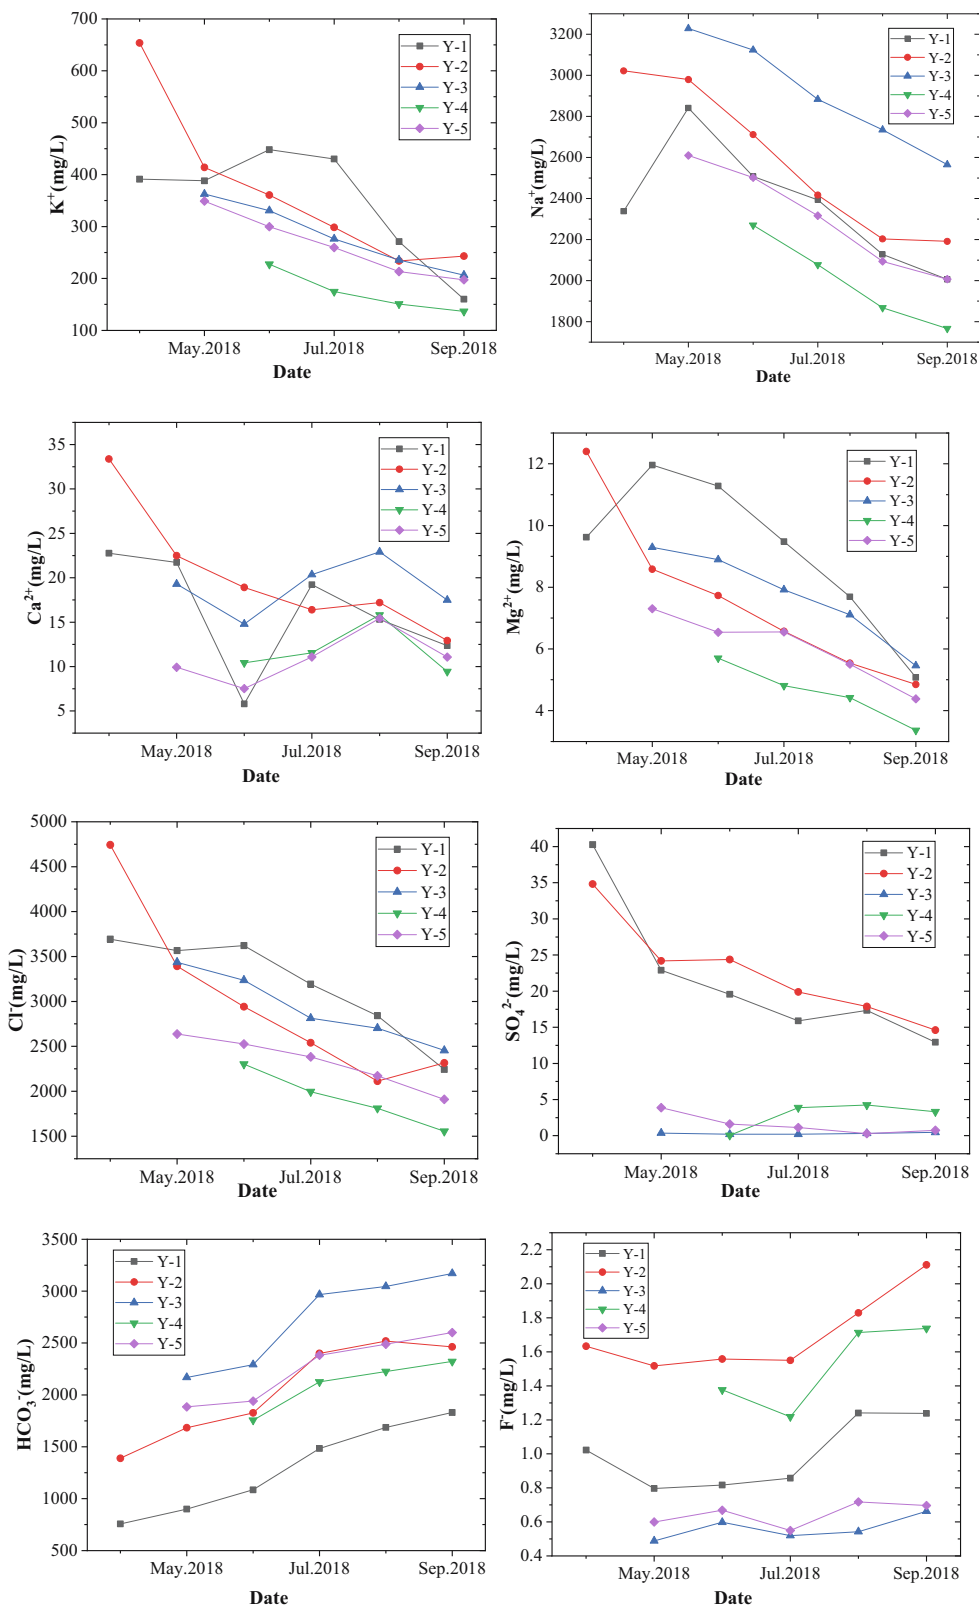 700
600
500
400
300
200
100
K⁺(mg/L)
Y-1
Y-2
Y-3
Y-4
Y-5
May.2018 Jul.2018 Sep.2018
Date
3200
3000
2800
2600
2400
2200
2000
1800
Na⁺(mg/L)
Y-1
Y-2
Y-3
Y-4
Y-5
May.2018 Jul.2018 Sep.2018
Date
35
30
25
20
15
10
5
Ca²⁺(mg/L)
Y-1
Y-2
Y-3
Y-4
Y-5
May.2018 Jul.2018 Sep.2018
Date
12
10
8
6
4
Mg²⁺(mg/L)
Y-1
Y-2
Y-3
Y-4
Y-5
May.2018 Jul.2018 Sep.2018
Date
5000
4500
4000
3500
3000
2500
2000
1500
Cl⁻(mg/L)
Y-1
Y-2
Y-3
Y-4
Y-5
May.2018 Jul.2018 Sep.2018
Date
40
35
30
25
20
15
10
5
0
SO₄²⁻(mg/L)
Y-1
Y-2
Y-3
Y-4
Y-5
May.2018 Jul.2018 Sep.2018
Date
3500
3000
2500
2000
1500
1000
500
HCO₃⁻(mg/L)
Y-1
Y-2
Y-3
Y-4
Y-5
May.2018 Jul.2018 Sep.2018
Date
2.2
2.0
1.8
1.6
1.4
1.2
1.0
0.8
0.6
0.4
F⁻(mg/L)
Y-1
Y-2
Y-3
Y-4
Y-5
May.2018 Jul.2018 Sep.2018
Date